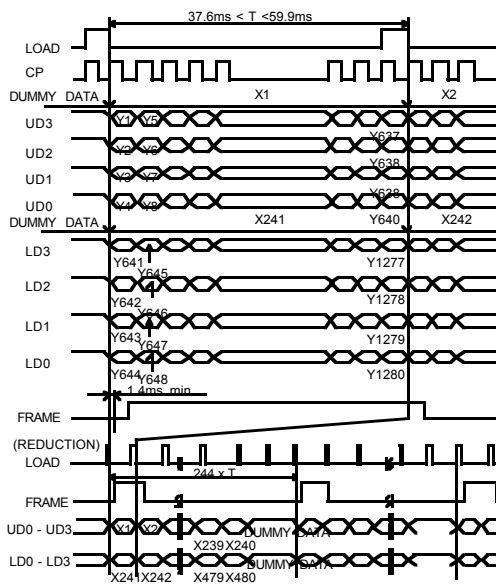 37.6ms < T <59.9ms
LOAD
CP
DUMMY DATA X1 X2
UD3 Y1 Y5 Y637
UD2 Y2 Y6 Y638
UD1 Y3 Y7 Y638
UD0 Y4 Y8
DUMMY DATA X241 Y640 X242
LD3
Y641 Y645 Y1277
LD2
Y642 Y646 Y1278
LD1
Y643 Y647 Y1279
LD0
Y644 Y648 Y1280
1.4ms min
FRAME
(REDUCTION)
LOAD
244 x T
FRAME
UD0 - UD3 X1 X2 DUMMY DATA
X239 X240
LD0 - LD3 DUMMY DATA
X241 X242 X479 X480